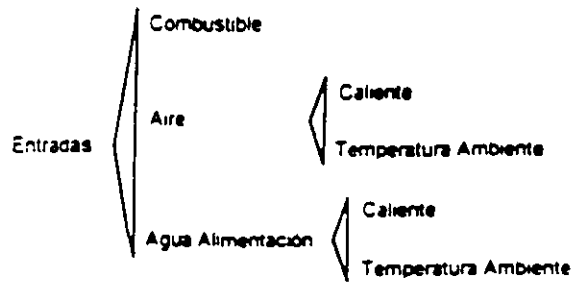 Combustible
Caliente
Aire
Entradas
Temperatura Ambiente
Caliente
Agua Alimentación
Temperatura Ambiente